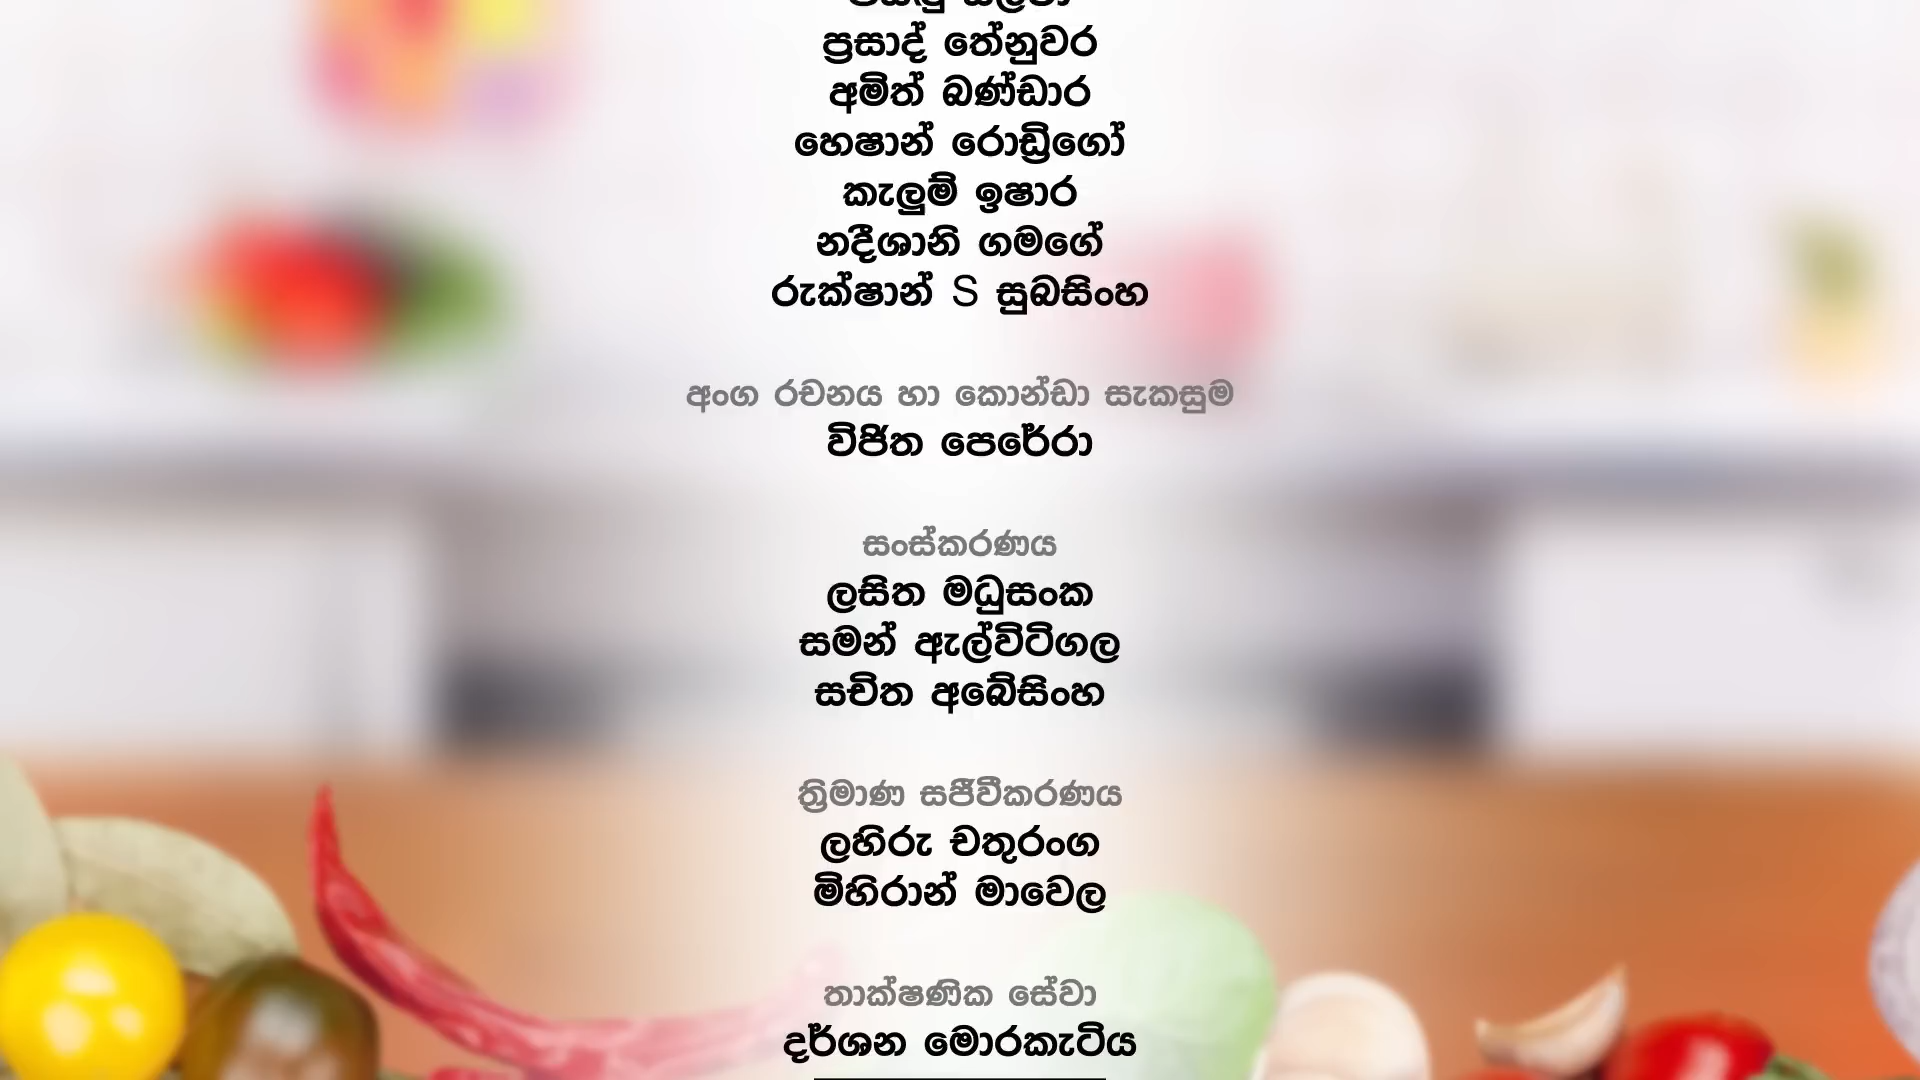 ප්‍රසාද් තේනුවර
අමිත් බණ්ඩාර
හෙෂාන් රොඩ්‍රිගෝ
කැලුම් ඉෂාර
නදීශානි ගමගේ
රුක්ෂාන් S සුබසිංහ
අංග රචනය හා කොන්ඩා සැකසුම
විජිත පෙරේරා
සංස්කරණය
ලසිත මධුසංක
සමන් ඇල්විටිගල
සචිත අබේසිංහ
ත්‍රිමාණ සජීවීකරණය
ලහිරු චතුරංග
මිහිරාන් මාවෙල
තාක්ෂණික සේවා
දර්ශන මොරකැටිය